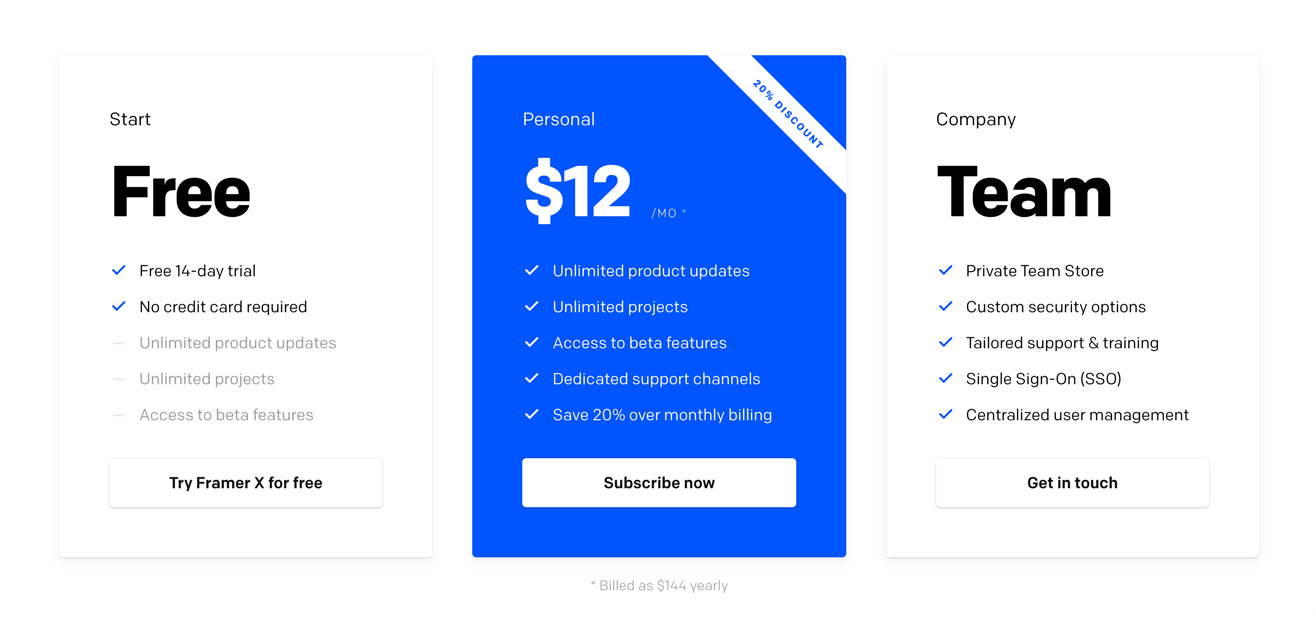 Start
Free
Free 14-day trial
No credit card required
Unlimited product updates
Unlimited projects
Access to beta features
Try Framer X for free
20% DISCOUNT
Personal
$12 /MO *
Unlimited product updates
Unlimited projects
Access to beta features
Dedicated support channels
Save 20% over monthly billing
Subscribe now
Company
Team
Private Team Store
Custom security options
Tailored support & training
Single Sign-On (SSO)
Centralized user management
Get in touch
* Billed as $144 yearly